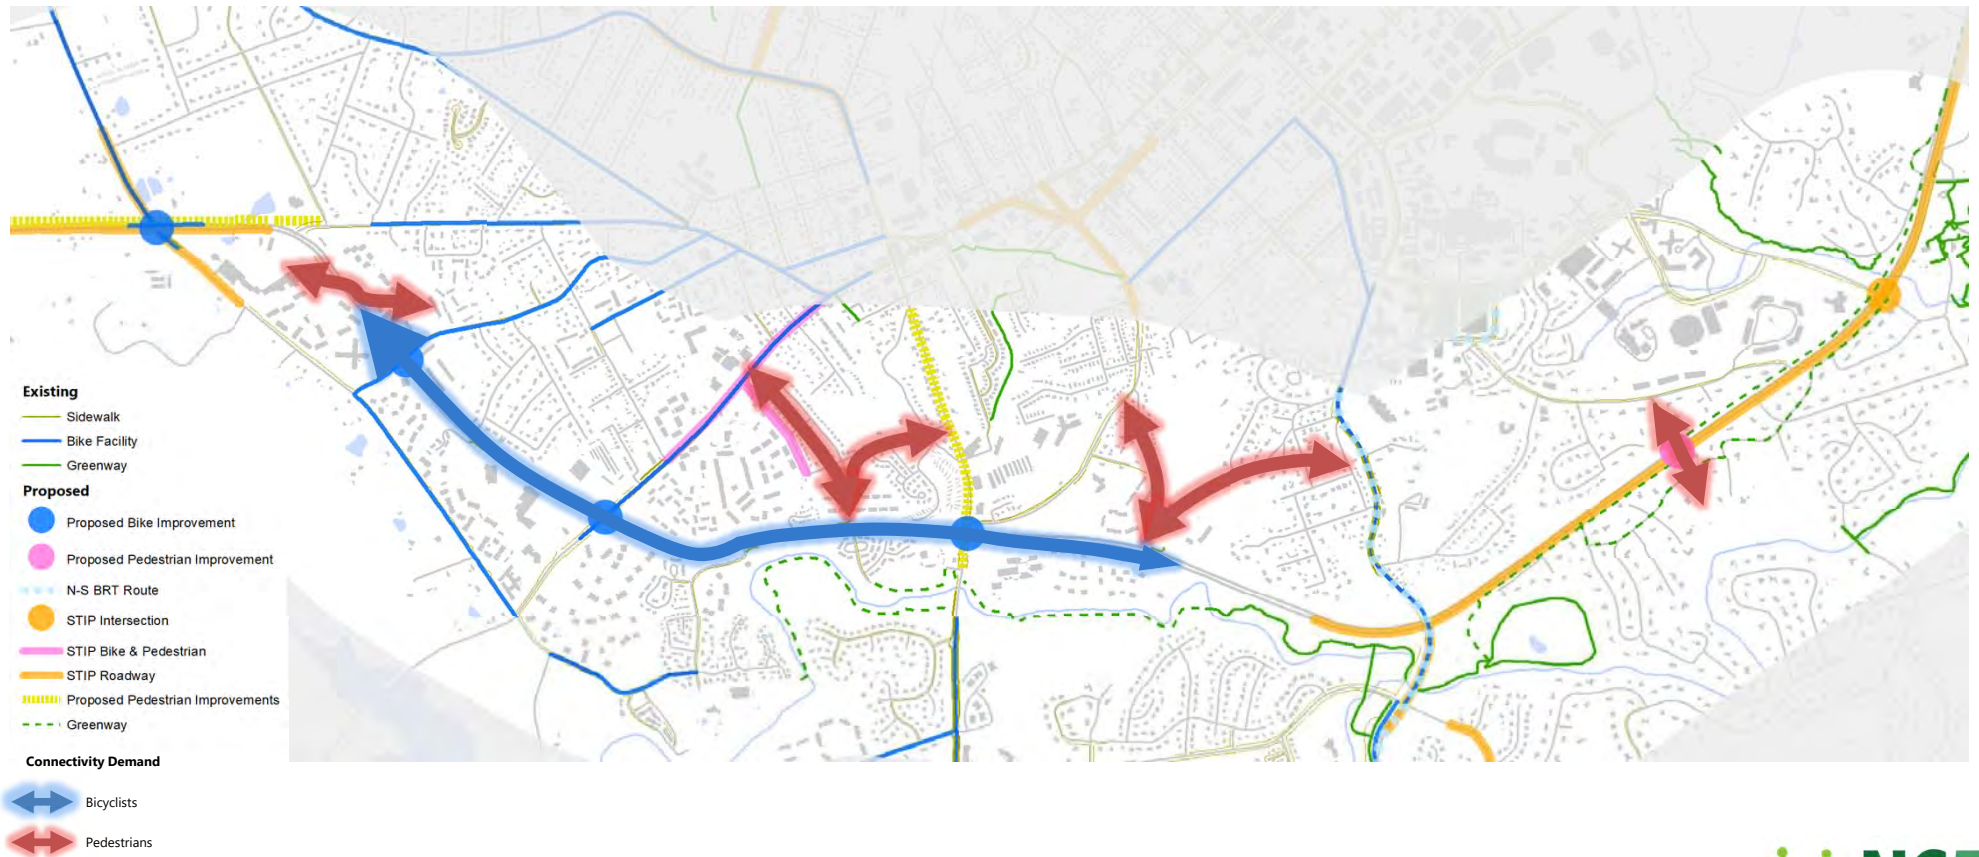 Existing
Sidewalk
Bike Facility
Greenway
Proposed
Proposed Bike Improvement
Proposed Pedestrian Improvement
N-S BRT Route
STIP Intersection
STIP Bike & Pedestrian
STIP Roadway
Proposed Pedestrian Improvements
Greenway
Connectivity Demand
Bicyclists
Pedestrians